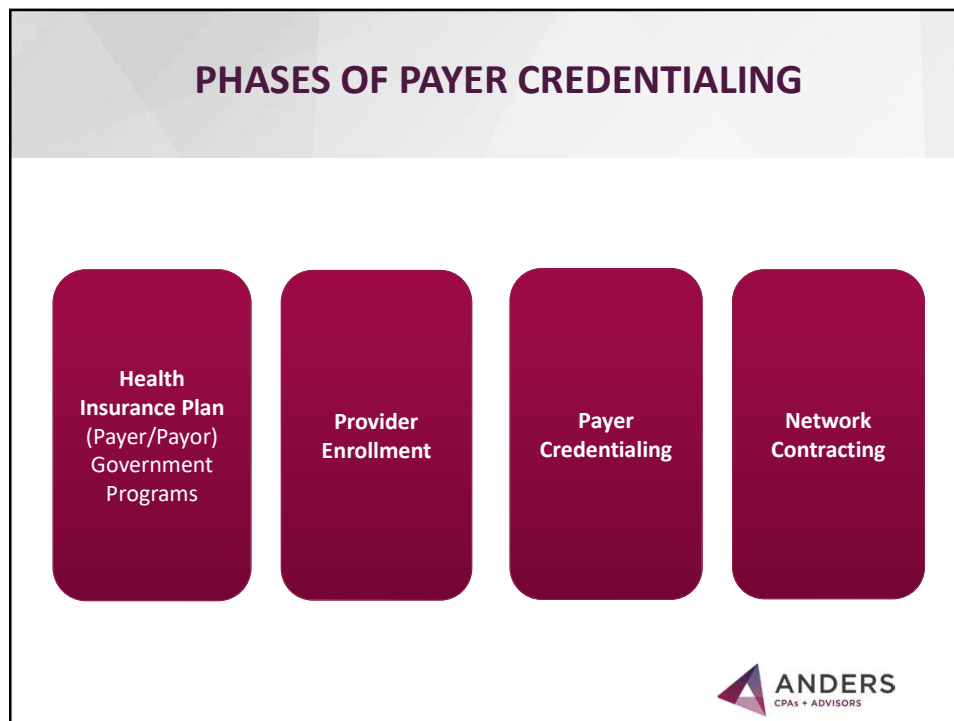 PHASES OF PAYER CREDENTIALING
Health
Insurance Plan
(Payer/Payor)
Government
Programs
Provider
Enrollment
Payer
Credentialing
Network
Contracting
ANDERS
CPAs + ADVISORS